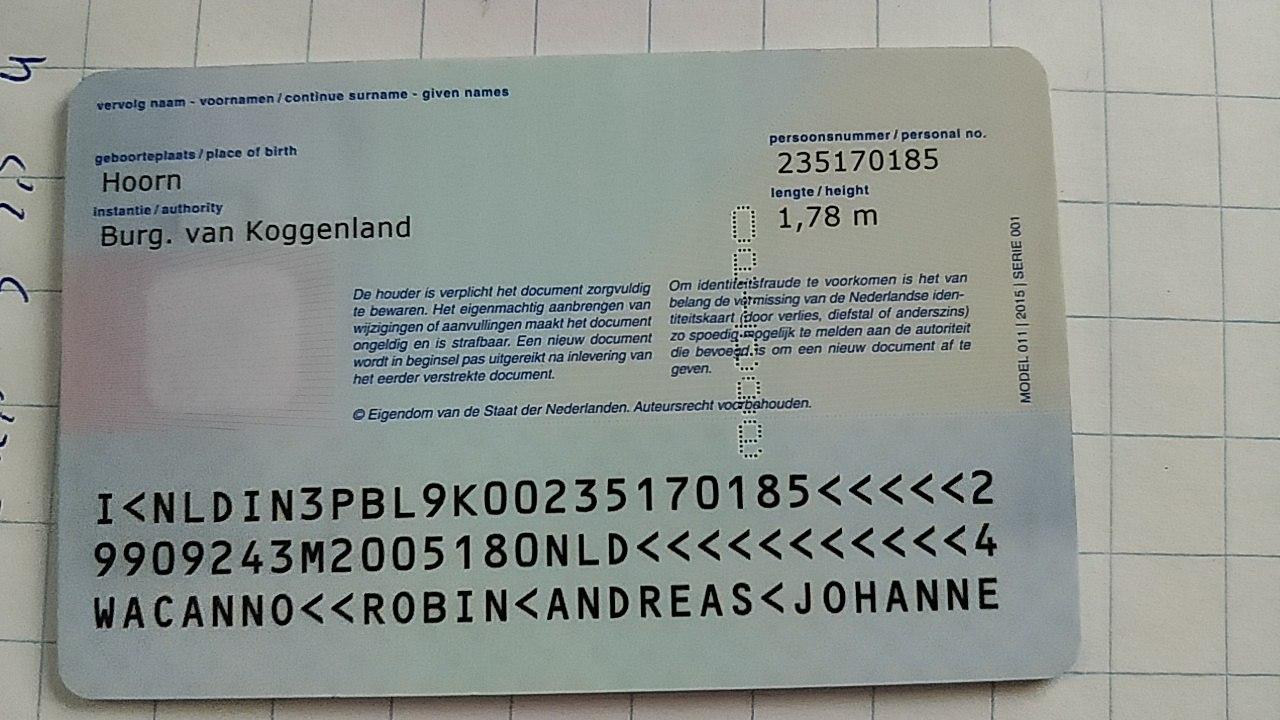 vervolg naam - voornamen / continue surname - given names
geboorteplaats / place of birth
Hoorn
instantie / authority
Burg. van Koggenland
persoonsnummer / personal no.
235170185
lengte / height
1,78 m
De houder is verplicht het document zorgvuldig
te bewaren. Het eigenmachtig aanbrengen van
wijzigingen of aanvullingen maakt het document
ongeldig en is strafbaar. Een nieuw document
wordt in beginsel pas uitgereikt na inlevering van
het eerder verstrekte document.
Om identiteitsfraude te voorkomen is het van
belang de vermissing van de Nederlandse iden-
titeitskaart (door verlies, diefstal of anderszins)
zo spoedig mogelijk te melden aan de autoriteit
die bevoegd is om een nieuw document af te
geven.
© Eigendom van de Staat der Nederlanden. Auteursrecht voorbehouden.
MODEL 011 | 2015 | SERIE 001
I<NLDIN3PBL9K00235170185<<<<<2
9909243M2005180NLD<<<<<<<<<<<4
WACANNO<<ROBIN<ANDREAS<JOHANNE